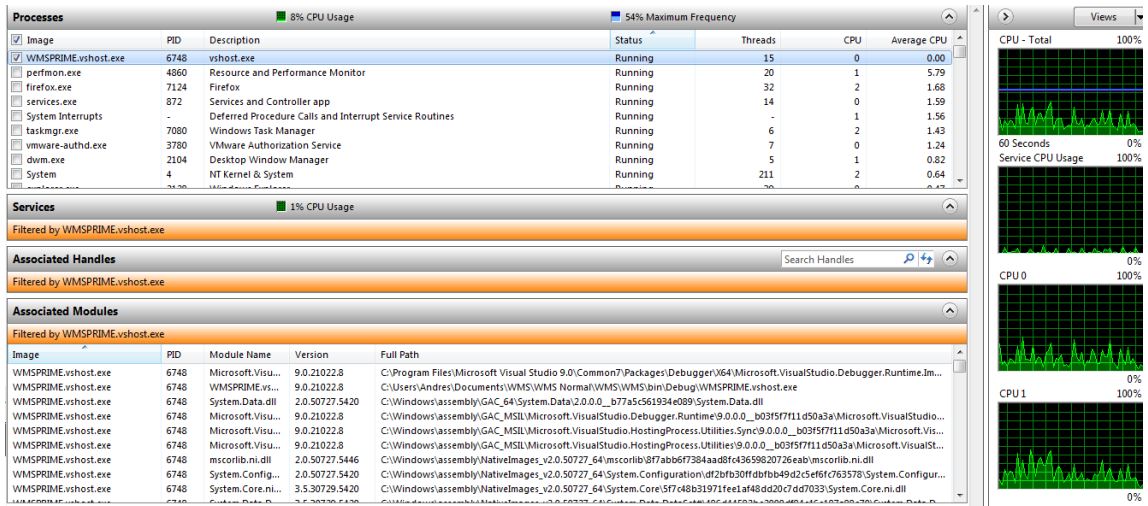 Processes 8% CPU Usage 54% Maximum Frequency
Image PID Description Status Threads CPU Average CPU
WMSPRIME.vshost.exe 6748 vshost.exe Running 15 0 0.00
perfmon.exe 4860 Resource and Performance Monitor Running 20 1 5.79
firefox.exe 7124 Firefox Running 32 2 1.68
services.exe 872 Services and Controller app Running 14 0 1.59
System Interrupts - Deferred Procedure Calls and Interrupt Service Routines Running - 1 1.56
taskmgr.exe 7080 Windows Task Manager Running 6 2 1.43
vmware-authd.exe 3780 VMware Authorization Service Running 7 0 1.24
dwm.exe 2104 Desktop Window Manager Running 5 1 0.82
System 4 NT Kernel & System Running 211 2 0.64
Services 1% CPU Usage
Filtered by WMSPRIME.vshost.exe
Associated Handles Search Handles
Filtered by WMSPRIME.vshost.exe
Associated Modules
Filtered by WMSPRIME.vshost.exe
Image PID Module Name Version Full Path
WMSPRIME.vshost.exe 6748 Microsoft.Visu... 9.0.21022.8 C:\Program Files\Microsoft Visual Studio 9.0\Common7\Packages\Debugger\X64\Microsoft.VisualStudio.Debugger.Runtime.Im...
WMSPRIME.vshost.exe 6748 WMSPRIME.vs... 9.0.21022.8 C:\Users\Andres\Documents\WMS\WMS Normal\WMS\WMS\bin\Debug\WMSPRIME.vshost.exe
WMSPRIME.vshost.exe 6748 System.Data.dll 2.0.50727.5420 C:\Windows\assembly\GAC_64\System.Data\2.0.0.0__b77a5c561934e089\System.Data.dll
WMSPRIME.vshost.exe 6748 Microsoft.Visu... 9.0.21022.8 C:\Windows\assembly\GAC_MSIL\Microsoft.VisualStudio.Debugger.Runtime\9.0.0.0__b03f5f7f11d50a3a\Microsoft.VisualStudio...
WMSPRIME.vshost.exe 6748 Microsoft.Visu... 9.0.21022.8 C:\Windows\assembly\GAC_MSIL\Microsoft.VisualStudio.HostingProcess.Utilities.Sync\9.0.0.0__b03f5f7f11d50a3a\Microsoft.Vis...
WMSPRIME.vshost.exe 6748 Microsoft.Visu... 9.0.21022.8 C:\Windows\assembly\GAC_MSIL\Microsoft.VisualStudio.HostingProcess.Utilities\9.0.0.0__b03f5f7f11d50a3a\Microsoft.VisualSt...
WMSPRIME.vshost.exe 6748 mscorlib.ni.dll 2.0.50727.5446 C:\Windows\assembly\NativeImages_v2.0.50727_64\mscorlib\8f7abb6f7384aad8fc43659820726eab\mscorlib.ni.dll
WMSPRIME.vshost.exe 6748 System.Config... 2.0.50727.5420 C:\Windows\assembly\NativeImages_v2.0.50727_64\System.Configuration\df2bfb30ffdbfbb49d2c5ef6fc763578\System.Configur...
WMSPRIME.vshost.exe 6748 System.Core.ni... 3.5.30729.5420 C:\Windows\assembly\NativeImages_v2.0.50727_64\System.Core\5f7c48b31971fee1af48dd20c7dd7033\System.Core.ni.dll
Views
CPU - Total 100%
60 Seconds 0%
Service CPU Usage 100%
0%
CPU 0 100%
0%
CPU 1 100%
0%